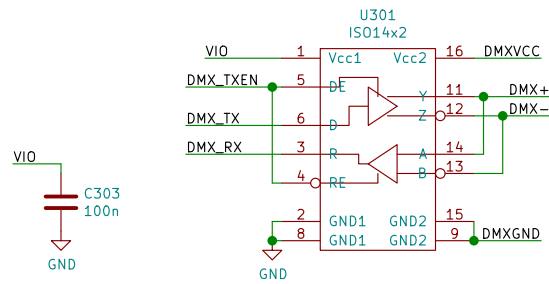 U301
ISO14x2
VIO 1 Vcc1 Vcc2 16 DMXVCC
DMX_TXEN 5 DE
Y 11 DMX+
Z 12 DMX-
DMX_TX 6 D
DMX_RX 3 R A 14
VIO
4 RE B 13
C303
100n
2 GND1 GND2 15
8 GND1 GND2 9 DMXGND
GND
GND